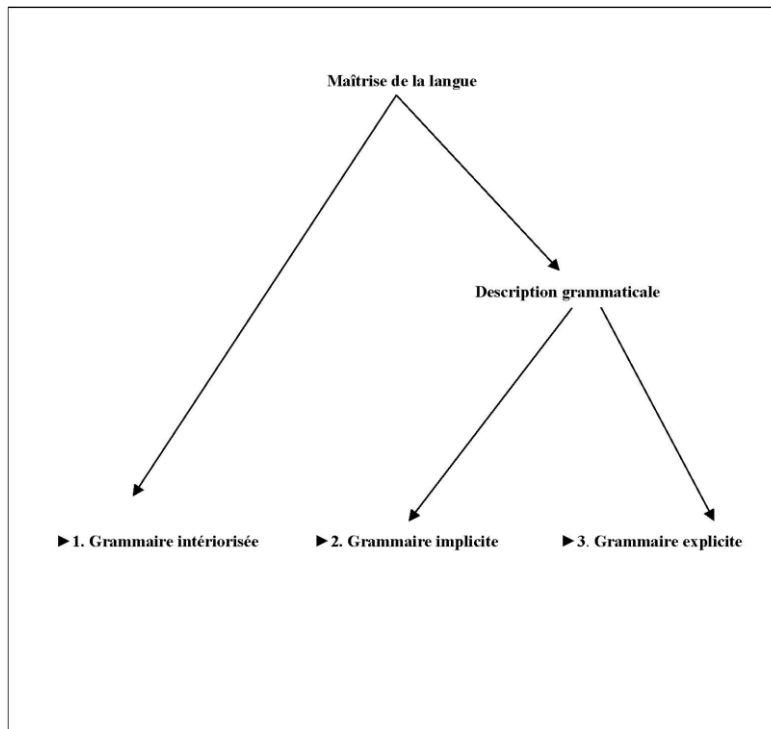 Maîtrise de la langue
Description grammaticale
►1. Grammaire intériorisée
►2. Grammaire implicite
►3. Grammaire explicite